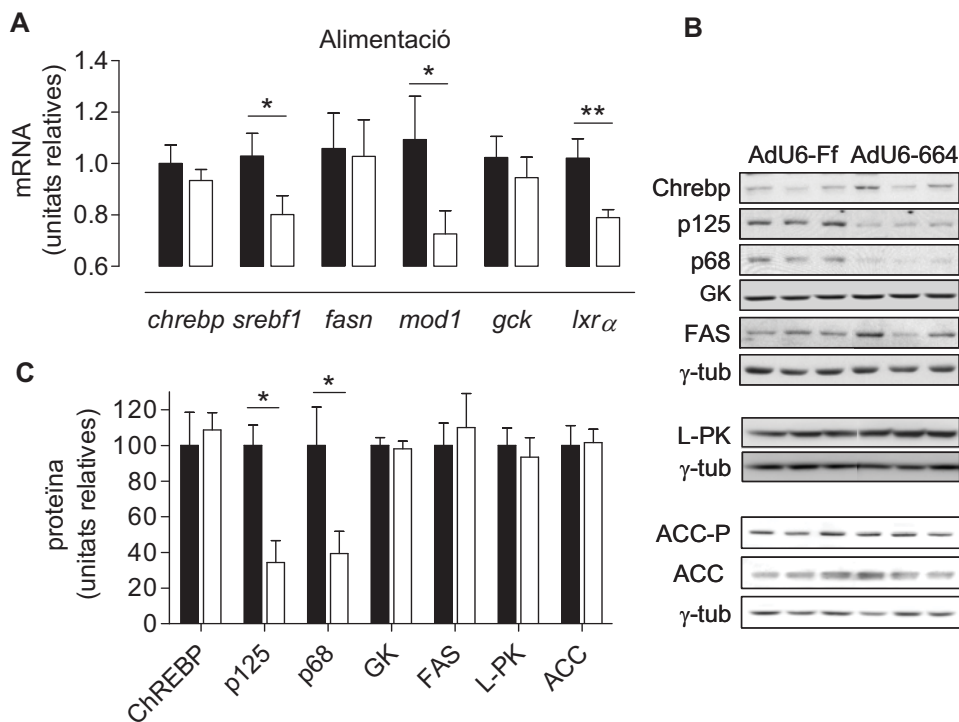 A
Alimentació
mRNA
(unitats relatives)
1.4
1.2
1.0
0.8
0.6
*
*
**
chrebp srebf1 fasn mod1 gck lxr α
B
AdU6-Ff AdU6-664
Chrebp
p125
p68
GK
FAS
γ-tub
L-PK
γ-tub
ACC-P
ACC
γ-tub
C
proteïna
(unitats relatives)
120
100
80
60
40
20
0
*
*
ChREBP
p125
p68
GK
FAS
L-PK
ACC